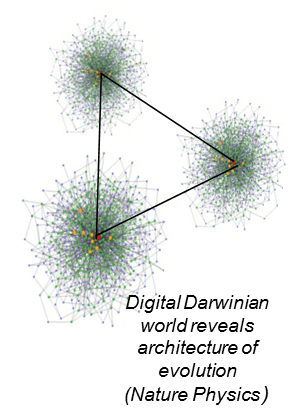 Digital Darwinian
world reveals
architecture of
evolution
(Nature Physics)